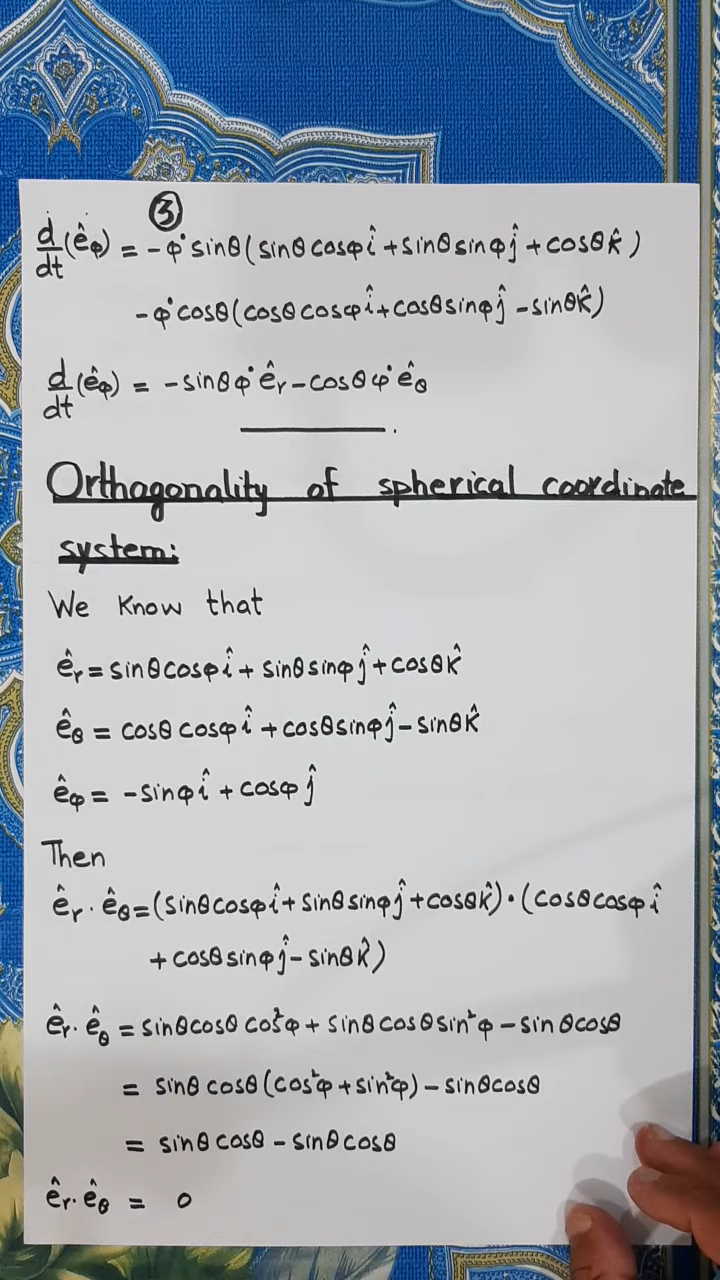 ③
d/dt(ê_φ) = -φ˙sinθ(sinθcosφî+sinθsinφĵ+cosθk̂)
-φ˙cosθ(cosθcosφî+cosθsinφĵ-sinθk̂)
d/dt(ê_φ) = -sinθφ˙ê_r-cosθφ˙ê_θ
Orthogonality of spherical coordinate
system:
We Know that
ê_r=sinθcosφî+sinθsinφĵ+cosθk̂
ê_θ = cosθcosφî+cosθsinφĵ-sinθk̂
ê_φ = -sinφî+cosφĵ
Then
ê_r·ê_θ=(sinθcosφî+sinθsinφĵ+cosθk̂)·(cosθcosφî
+cosθsinφĵ-sinθk̂)
ê_r·ê_θ = sinθcosθcos²φ+sinθcosθsin²φ-sinθcosθ
= sinθcosθ(cos²φ+sin²φ)-sinθcosθ
= sinθcosθ-sinθcosθ
ê_r·ê_θ = 0